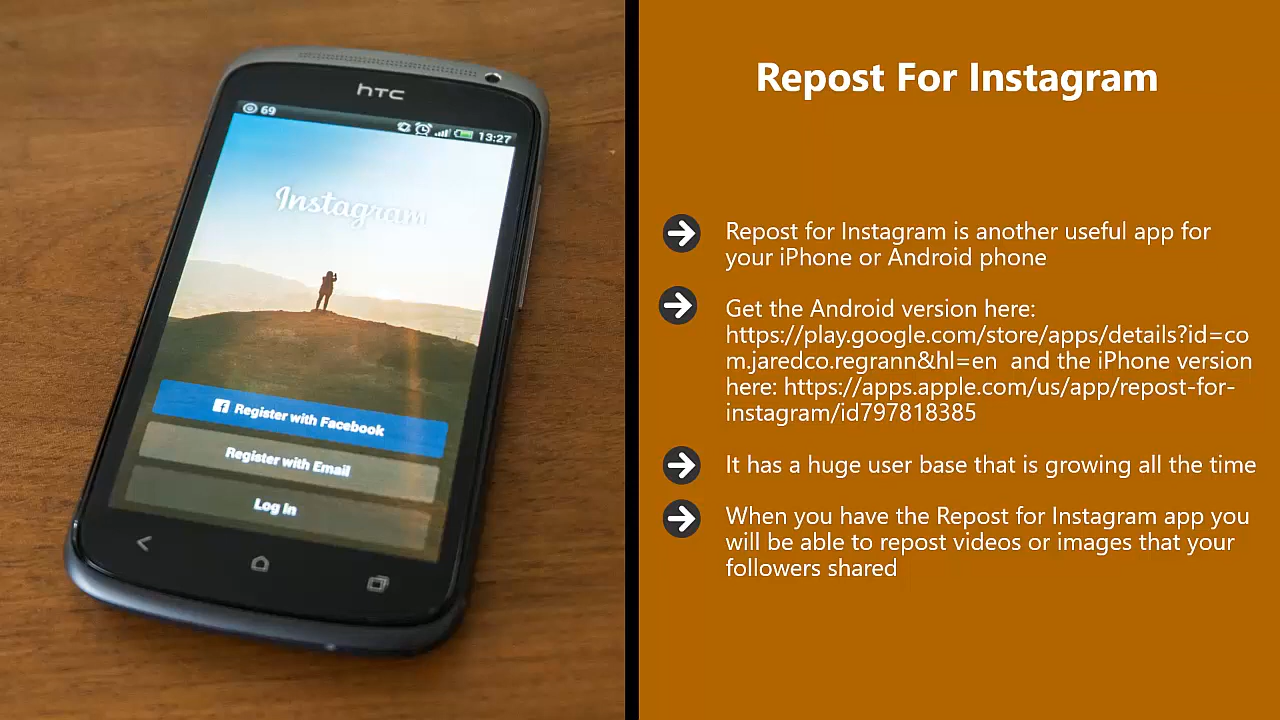 hTC
69
13:27
Instagram
Register with Facebook
Register with Email
Log In
Repost For Instagram
Repost for Instagram is another useful app for
your iPhone or Android phone
Get the Android version here:
https://play.google.com/store/apps/details?id=co
m.jaredco.regrann&hl=en  and the iPhone version
here: https://apps.apple.com/us/app/repost-for-
instagram/id797818385
It has a huge user base that is growing all the time
When you have the Repost for Instagram app you
will be able to repost videos or images that your
followers shared